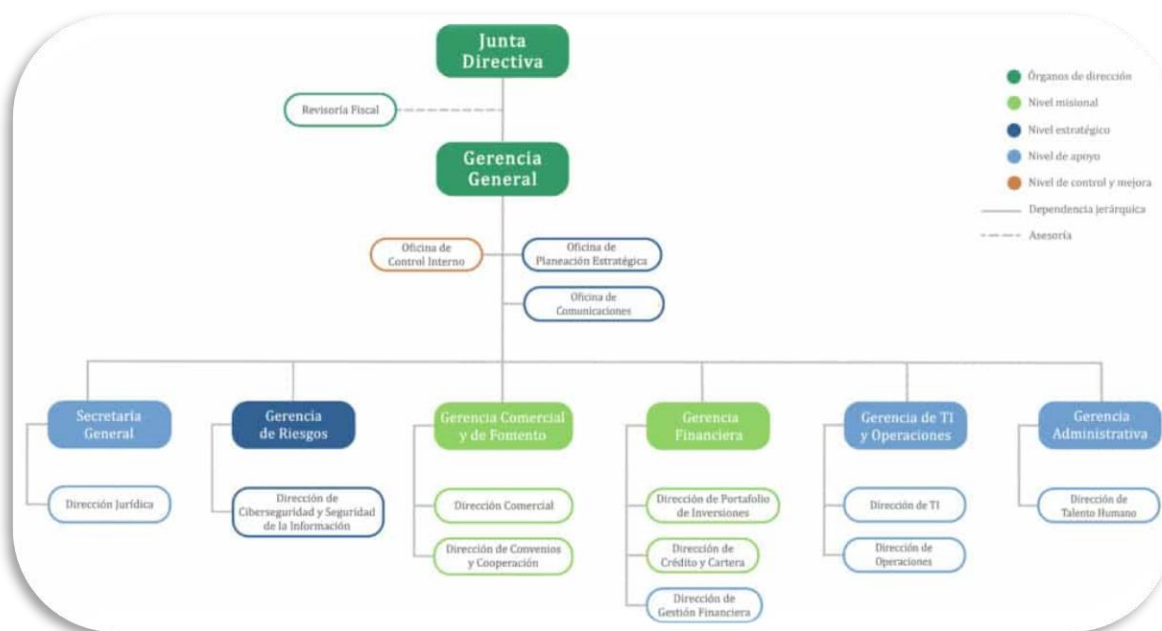 Junta
Directiva
Revisoría Fiscal
Gerencia
General
Oficina de
Control Interno
Oficina de
Planeación Estratégica
Oficina de
Comunicaciones
Órganos de dirección
Nivel misional
Nivel estratégico
Nivel de apoyo
Nivel de control y mejora
Dependencia jerárquica
Asesoría
Secretaría
General
Dirección Jurídica
Gerencia
de Riesgos
Dirección de
Ciberseguridad y Seguridad
de la Información
Gerencia Comercial
y de Fomento
Dirección Comercial
Dirección de Convenios
y Cooperación
Gerencia
Financiera
Dirección de Portafolio
de Inversiones
Dirección de
Crédito y Cartera
Dirección de
Gestión Financiera
Gerencia de TI
y Operaciones
Dirección de TI
Dirección de
Operaciones
Gerencia
Administrativa
Dirección de
Talento Humano